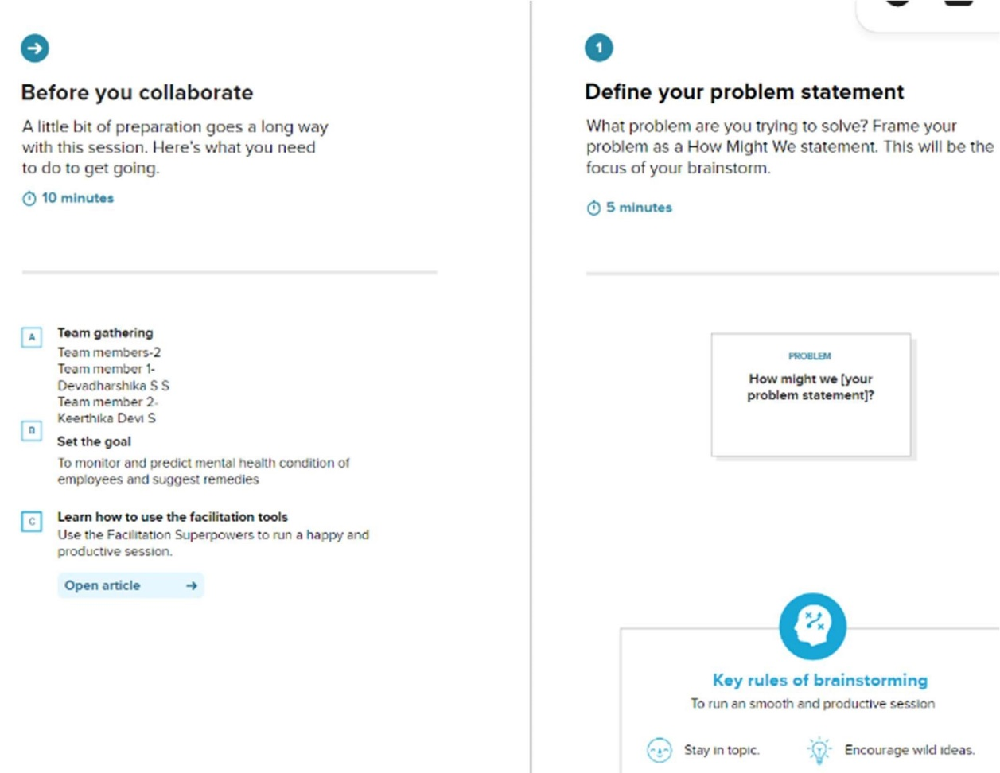 Before you collaborate
A little bit of preparation goes a long way
with this session. Here's what you need
to do to get going.
10 minutes
A
Team gathering
Team members-2
Team member 1-
Devadharshika S S
Team member 2-
Keerthika Devi S
B
Set the goal
To monitor and predict mental health condition of
employees and suggest remedies
C
Learn how to use the facilitation tools
Use the Facilitation Superpowers to run a happy and
productive session.
Open article
1
Define your problem statement
What problem are you trying to solve? Frame your
problem as a How Might We statement. This will be the
focus of your brainstorm.
5 minutes
PROBLEM
How might we [your
problem statement]?
Key rules of brainstorming
To run an smooth and productive session
Stay in topic.
Encourage wild ideas.